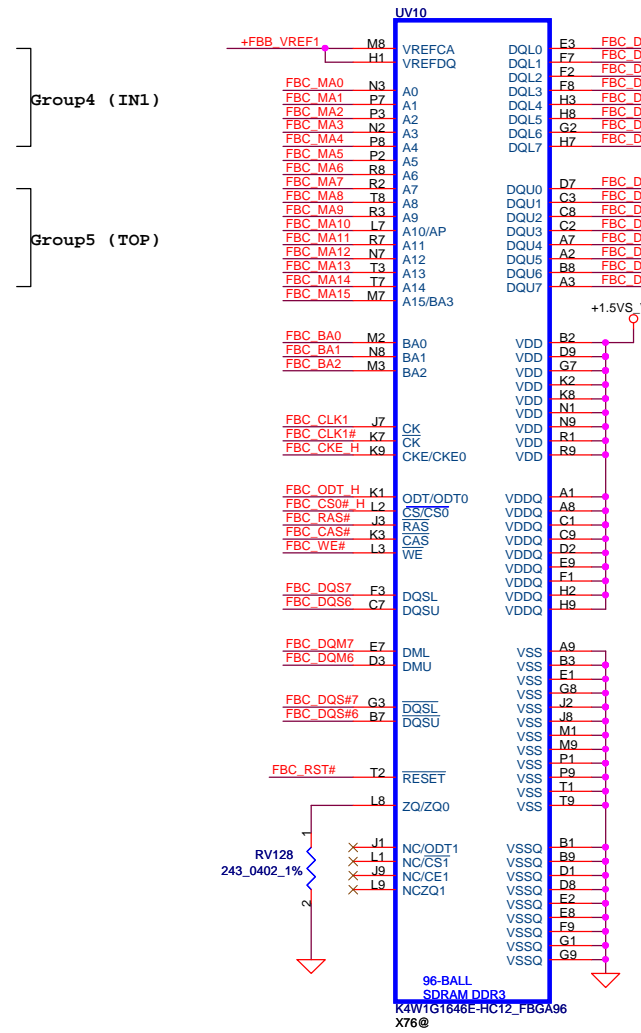 UV10
+FBB_VREF1 M8 VREFCA DQL0 E3 FBC_D
H1 VREFDQ DQL1 F7 FBC_D
DQL2 F2 FBC_D
FBC_MA0 N3 A0 DQL3 F8 FBC_D
FBC_MA1 P7 A1 DQL4 H3 FBC_D
FBC_MA2 P3 A2 DQL5 H8 FBC_D
Group4 (IN1)
FBC_MA3 N2 A3 DQL6 G2 FBC_D
FBC_MA4 P8 A4 DQL7 H7 FBC_D
FBC_MA5 P2 A5
FBC_MA6 R8 A6
FBC_MA7 R2 A7 DQU0 D7 FBC_D
FBC_MA8 T8 A8 DQU1 C3 FBC_D
FBC_MA9 R3 A9 DQU2 C8 FBC_D
FBC_MA10 L7 A10/AP DQU3 C2 FBC_D
Group5 (TOP)
FBC_MA11 R7 A11 DQU4 A7 FBC_D
FBC_MA12 N7 A12 DQU5 A2 FBC_D
FBC_MA13 T3 A13 DQU6 B8 FBC_D
FBC_MA14 T7 A14 DQU7 A3 FBC_D
FBC_MA15 M7 A15/BA3
+1.5VS_
FBC_BA0 M2 BA0 VDD B2
FBC_BA1 N8 BA1 VDD D9
FBC_BA2 M3 BA2 VDD G7
VDD K2
VDD K8
VDD N1
FBC_CLK1 J7 CK VDD N9
FBC_CLK1# K7 CK VDD R1
FBC_CKE_H K9 CKE/CKE0 VDD R9
FBC_ODT_H K1 ODT/ODT0 VDDQ A1
FBC_CS0#_H L2 CS/CS0 VDDQ A8
FBC_RAS# J3 RAS VDDQ C1
FBC_CAS# K3 CAS VDDQ C9
FBC_WE# L3 WE VDDQ D2
VDDQ E9
VDDQ F1
FBC_DQS7 F3 DQSL VDDQ H2
FBC_DQS6 C7 DQSU VDDQ H9
FBC_DQM7 E7 DML VSS A9
FBC_DQM6 D3 DMU VSS B3
VSS E1
VSS G8
FBC_DQS#7 G3 DQSL VSS J2
FBC_DQS#6 B7 DQSU VSS J8
VSS M1
VSS M9
VSS P1
FBC_RST# T2 RESET VSS P9
VSS T1
L8 ZQ/ZQ0 VSS T9
1
J1 NC/ODT1 VSSQ B1
RV128 L1 NC/CS1 VSSQ B9
243_0402_1% J9 NC/CE1 VSSQ D1
L9 NCZQ1 VSSQ D8
2
VSSQ E2
VSSQ E8
VSSQ F9
VSSQ G1
VSSQ G9
96-BALL
SDRAM DDR3
K4W1G1646E-HC12_FBGA96
X76@